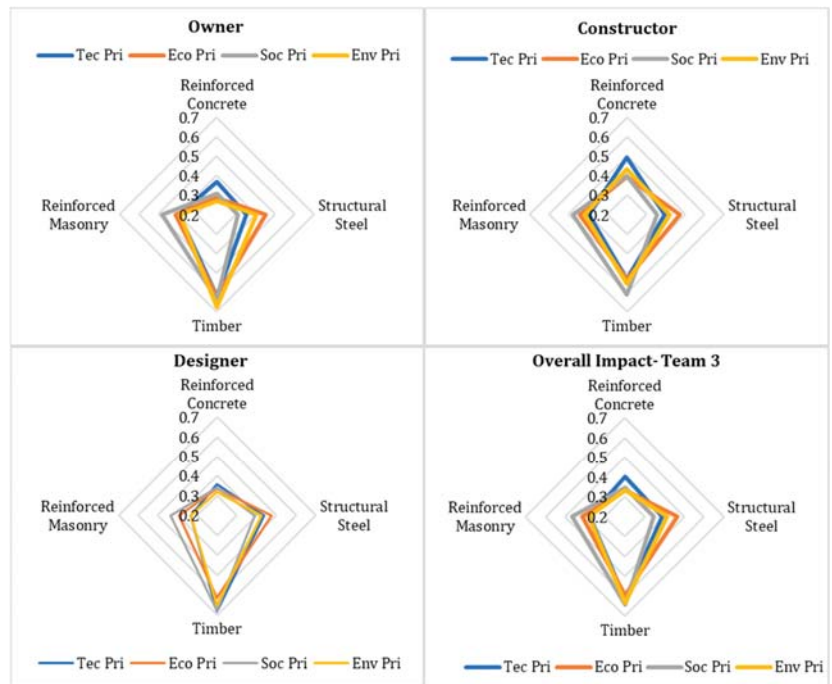 Owner
Tec Pri Eco Pri Soc Pri Env Pri
Reinforced
Concrete
0.7
0.6
0.5
0.4
0.3
0.2
Reinforced
Masonry
Structural
Steel
Timber
Constructor
Tec Pri Eco Pri Soc Pri Env Pri
Reinforced
Concrete
0.7
0.6
0.5
0.4
0.3
0.2
Reinforced
Masonry
Structural
Steel
Timber
Designer
Reinforced
Concrete
0.7
0.6
0.5
0.4
0.3
0.2
Reinforced
Masonry
Structural
Steel
Timber
Tec Pri Eco Pri Soc Pri Env Pri
Overall Impact- Team 3
Reinforced
Concrete
0.7
0.6
0.5
0.4
0.3
0.2
Reinforced
Masonry
Structural
Steel
Timber
Tec Pri Eco Pri Soc Pri Env Pri